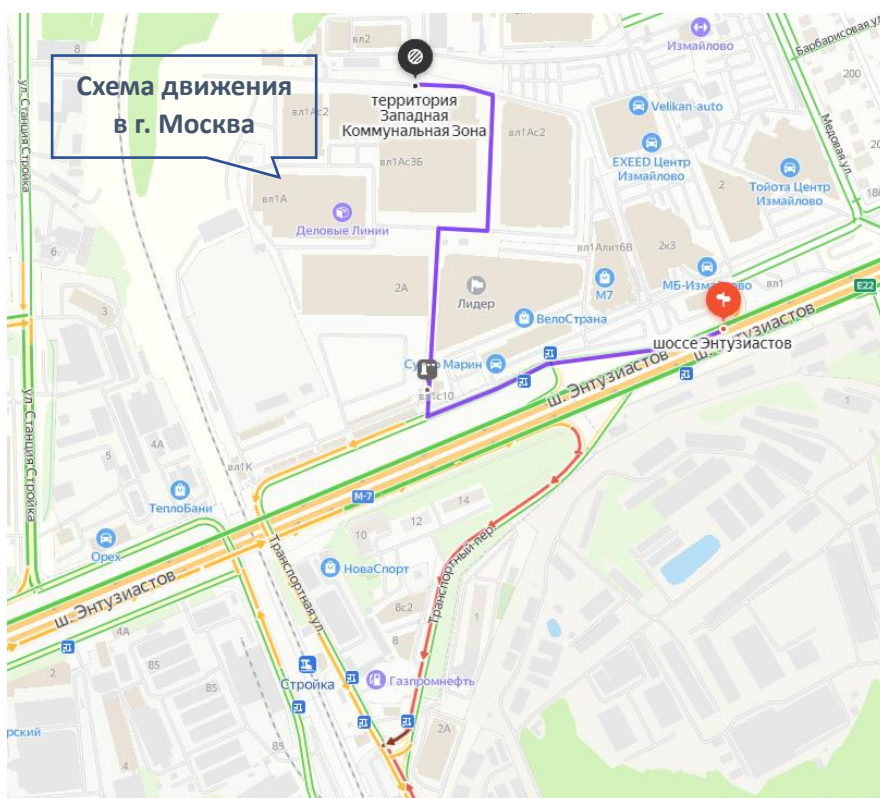 8
вл2
Измайлово
Барбарисовая ул.
Схема движения
в г. Москва
200
ул. Станция Стройка
территория
Западная
Коммунальная Зона
вл1Ас2
Velikan-auto
вл1Ас2
Медовая ул.
вл1Ас3Б
EXEED Центр
Измайлово
2
Тойота Центр
Измайлово
вл1А
Деловые Линии
6
вл1Алит6В
2к3
2А
Лидер
М7
МБ-Измайлово
вл1
E22
3
ВелоСтрана
шоссе Энтузиастов
ш. Энтузиастов
ш. Энтузиастов
вл1с10
ул. Станция Стройка
4А
5
вл1К
М-7
14
ТеплоБани
12
10
Орех
Транспортный пер.
НоваСпорт
Транспортная ул.
ш. Энтузиастов
8с2
1
4А
8
2
85
Стройка
Газпромнефть
85
2А
85
4